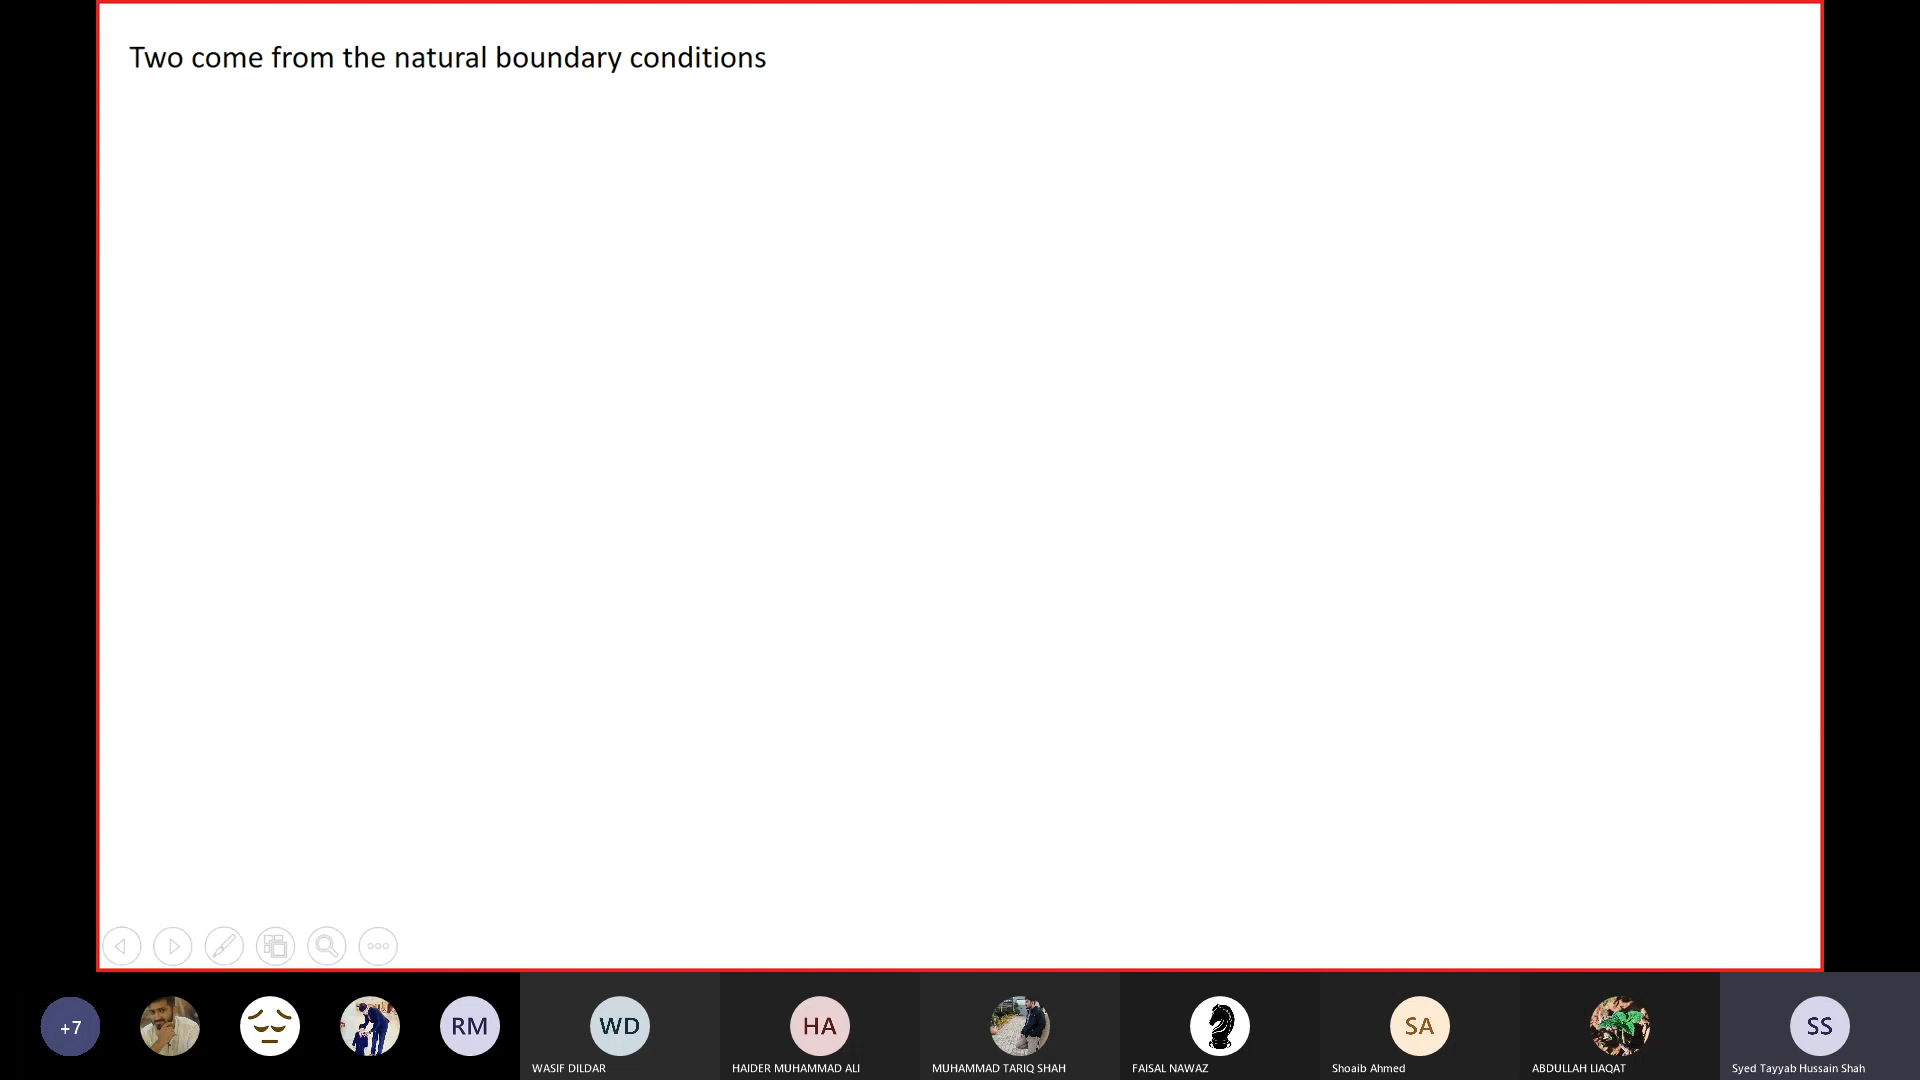 Two come from the natural boundary conditions
+7
RM
WD
HA
SA
SS
WASIF DILDAR
HAIDER MUHAMMAD ALI
MUHAMMAD TARIQ SHAH
FAISAL NAWAZ
Shoaib Ahmed
ABDULLAH LIAQAT
Syed Tayyab Hussain Shah